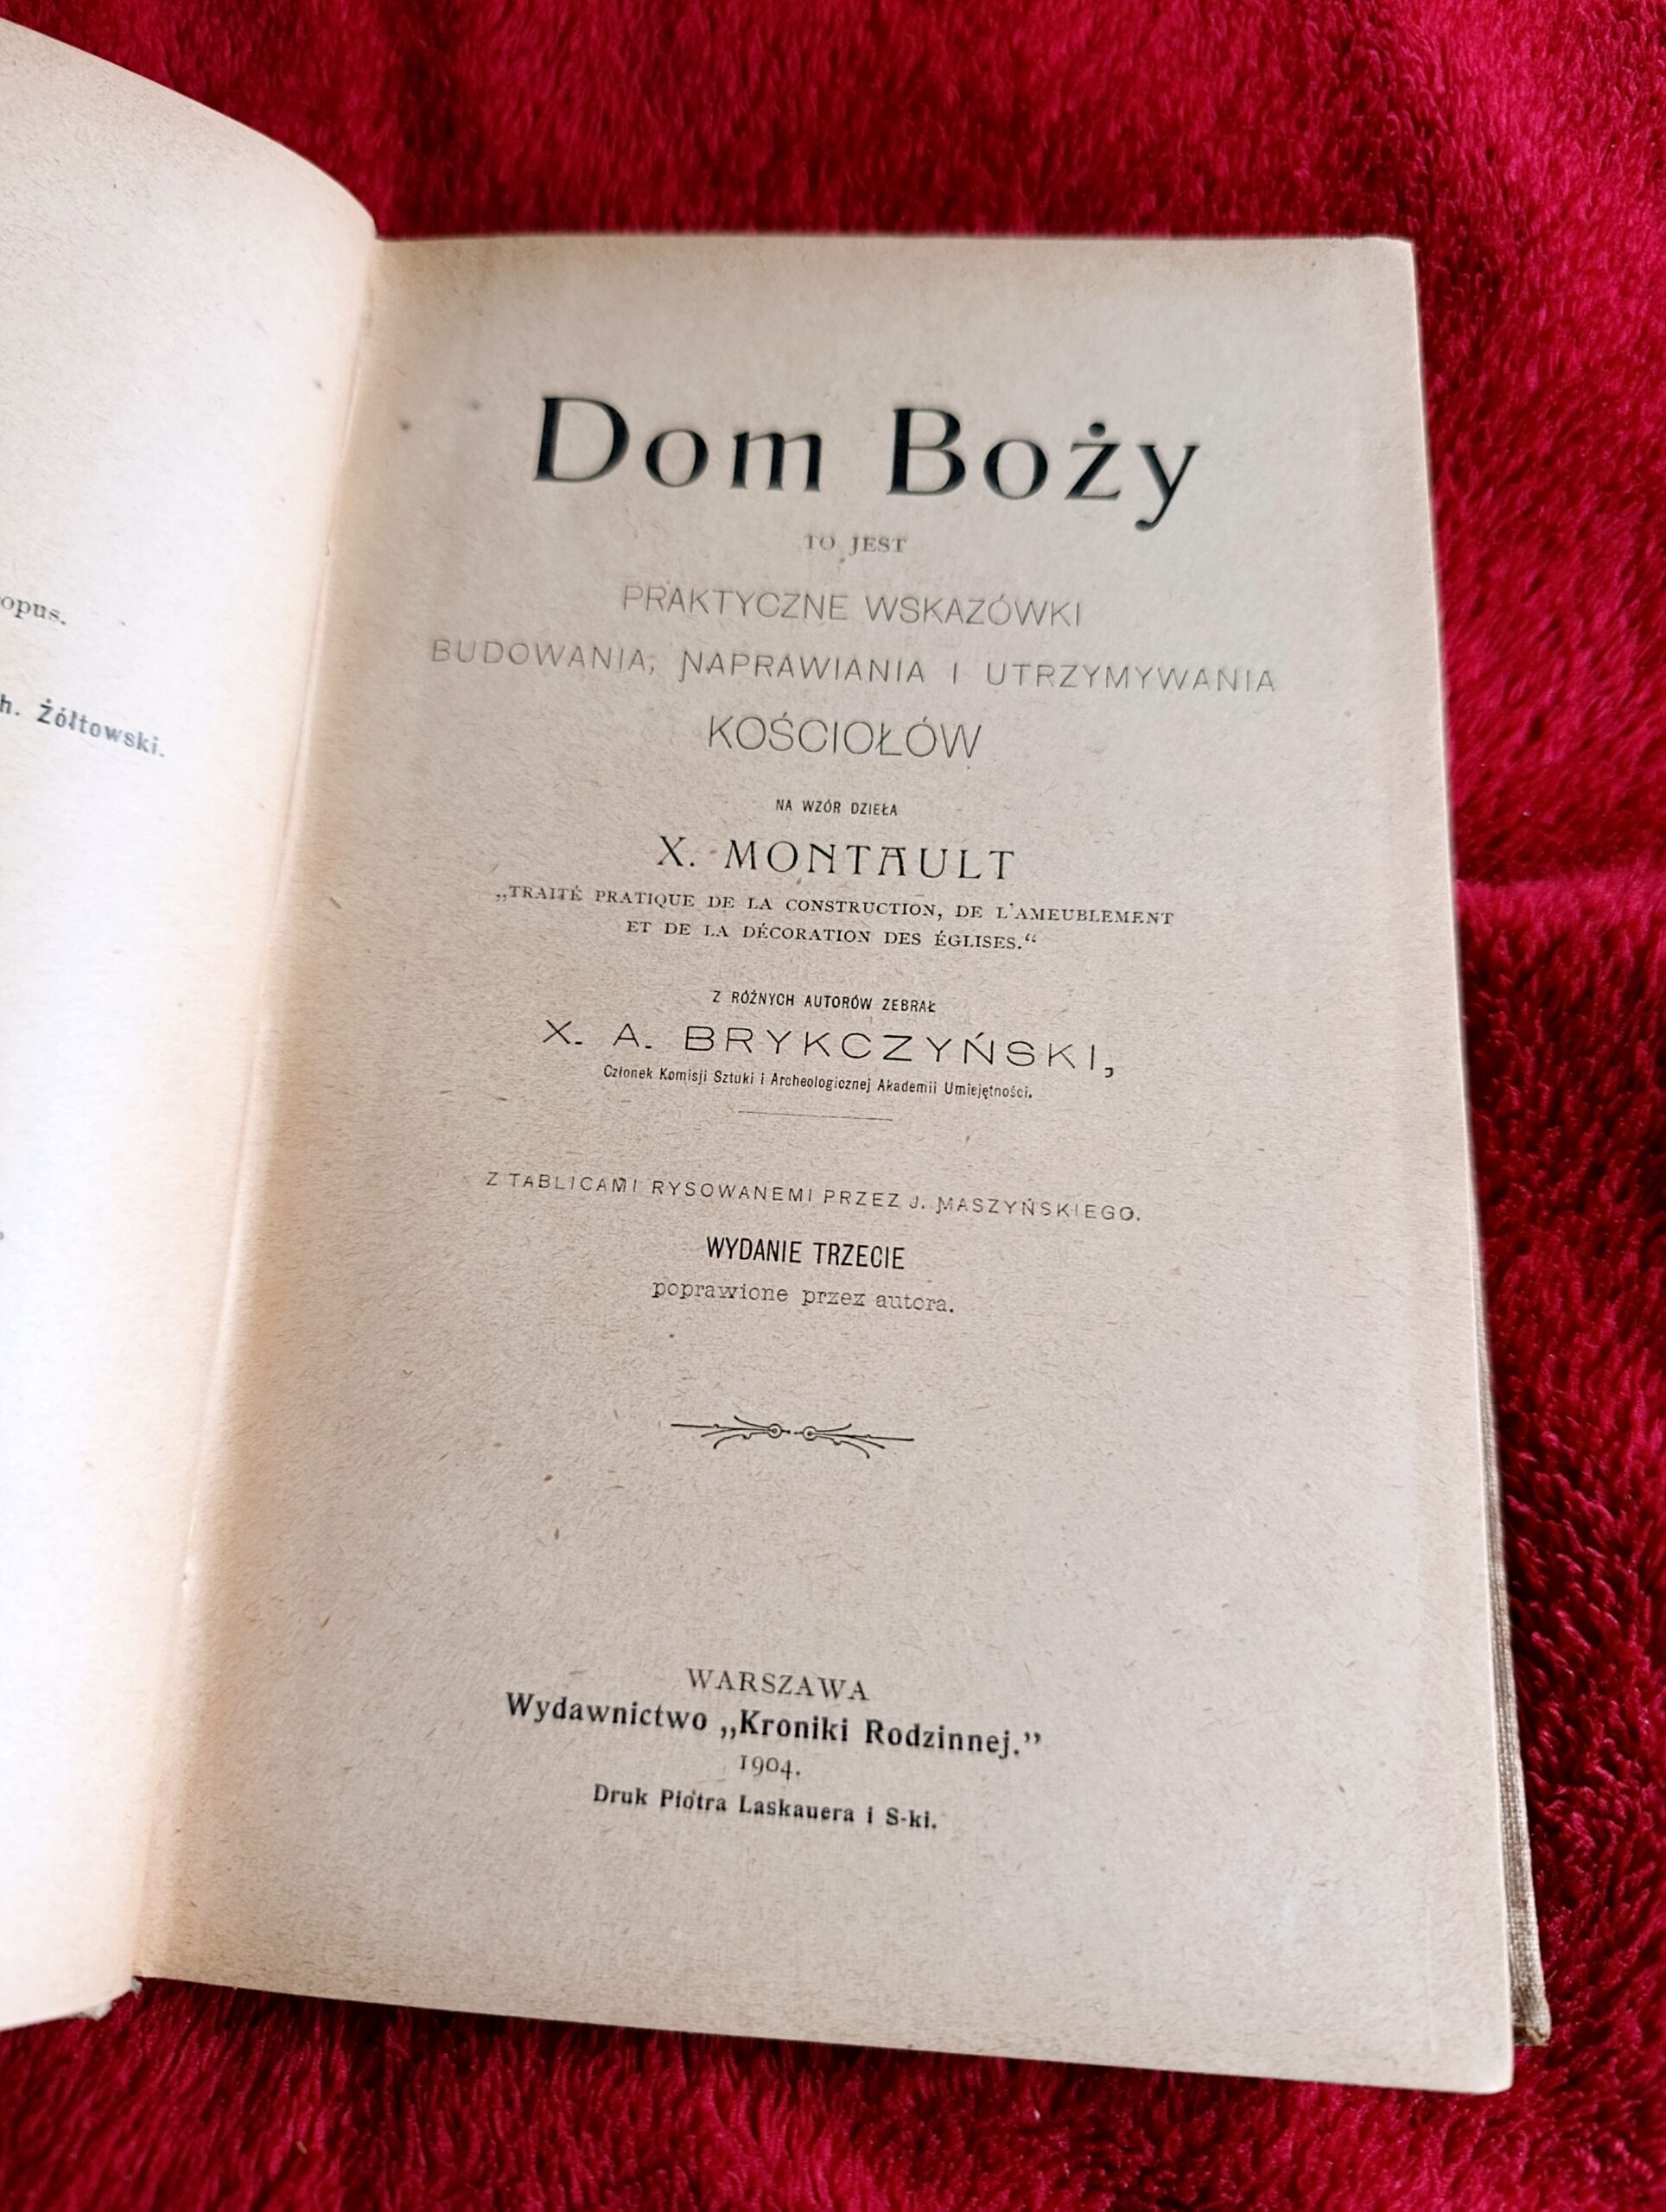 opus.
h. Żółtowski.
Dom Boży
TO JEST
PRAKTYCZNE WSKAZÓWKI
BUDOWANIA, NAPRAWIANIA I UTRZYMYWANIA
KOŚCIOŁÓW
NA WZÓR DZIEŁA
X. MONTAULT
„TRAITÉ PRATIQUE DE LA CONSTRUCTION, DE L'AMEUBLEMENT
ET DE LA DÉCORATION DES ÉGLISES.“
Z RÓŻNYCH AUTORÓW ZEBRAŁ
X. A. BRYKCZYŃSKI,
Członek Komisji Sztuki i Archeologicznej Akademii Umiejętności.
Z TABLICAMI RYSOWANEMI PRZEZ J. MASZYŃSKIEGO.
WYDANIE TRZECIE
poprawione przez autora.
WARSZAWA
Wydawnictwo „Kroniki Rodzinnej.”
1904.
Druk Piotra Laskauera i S-ki.